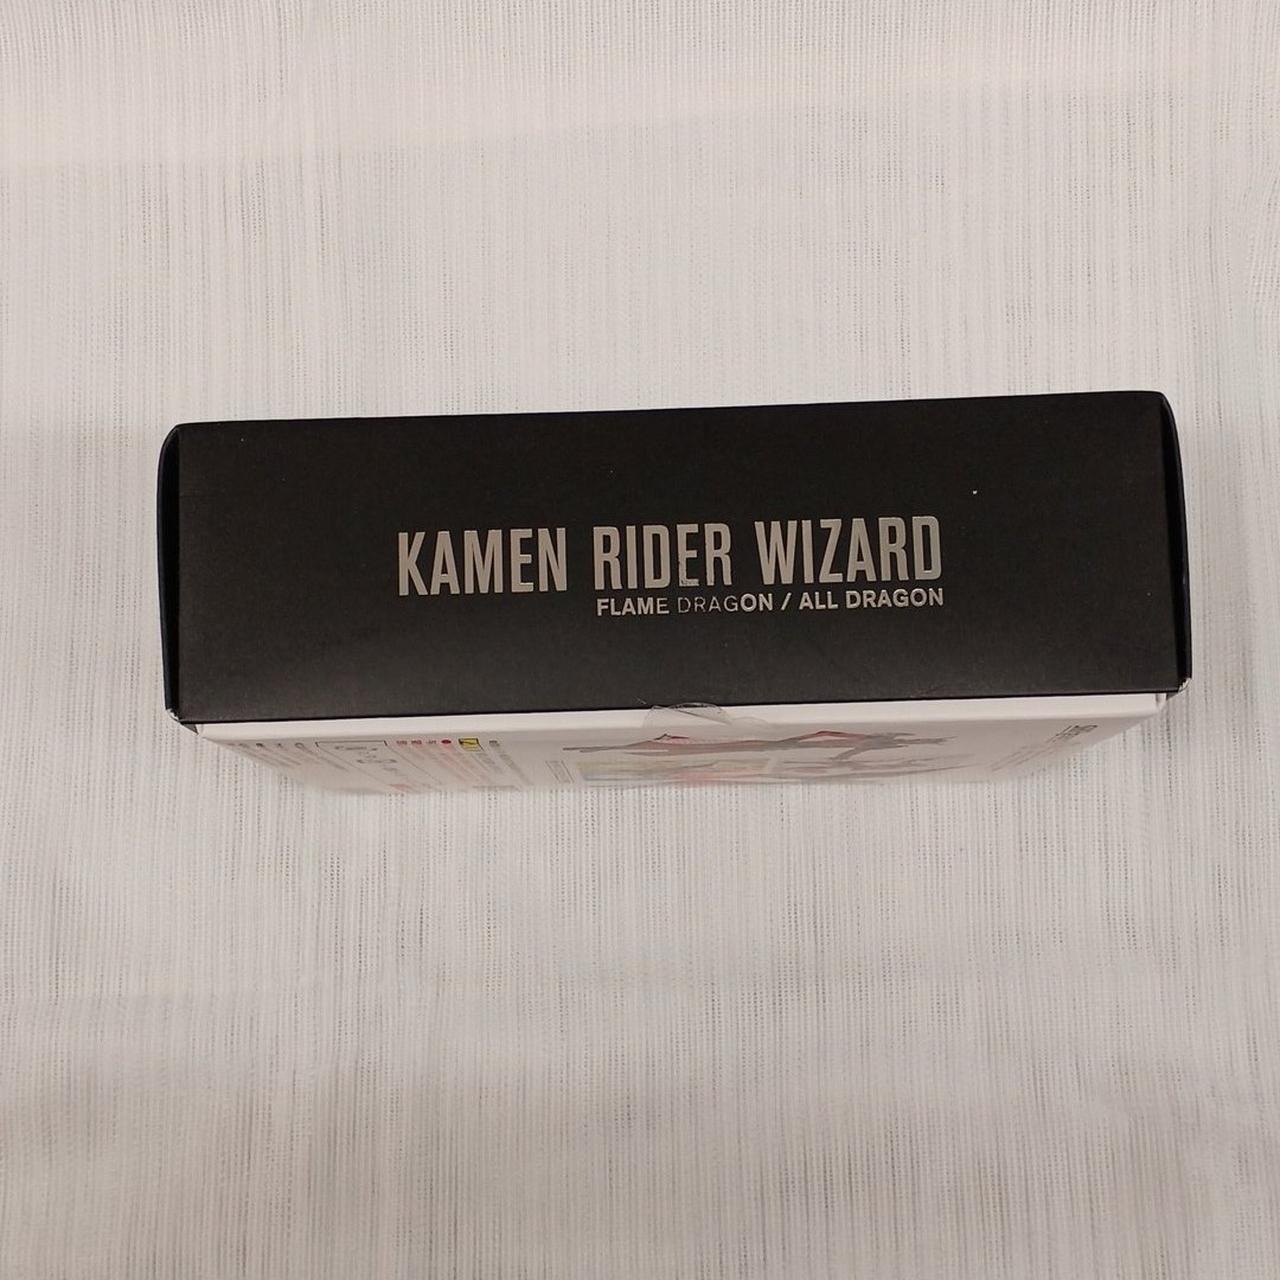 KAMEN RIDER WIZARD
FLAME DRAGON / ALL DRAGON